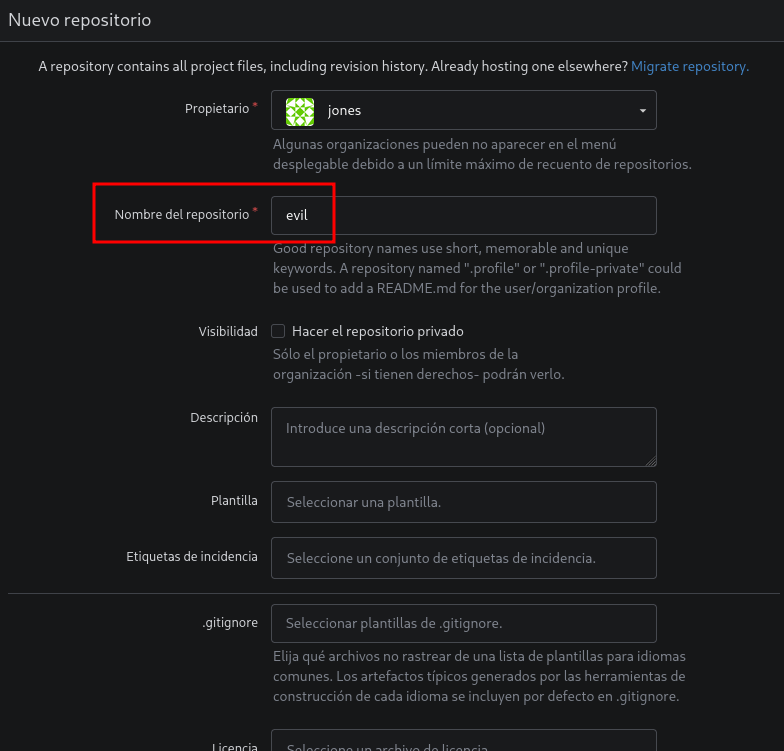 Nuevo repositorio
A repository contains all project files, including revision history. Already hosting one elsewhere? Migrate repository.
Propietario *
jones
Algunas organizaciones pueden no aparecer en el menú
desplegable debido a un límite máximo de recuento de repositorios.
Nombre del repositorio *
evil
Good repository names use short, memorable and unique
keywords. A repository named ".profile" or ".profile-private" could
be used to add a README.md for the user/organization profile.
Visibilidad
Hacer el repositorio privado
Sólo el propietario o los miembros de la
organización -si tienen derechos- podrán verlo.
Descripción
Introduce una descripción corta (opcional)
Plantilla
Seleccionar una plantilla.
Etiquetas de incidencia
Seleccione un conjunto de etiquetas de incidencia.
.gitignore
Seleccionar plantillas de .gitignore.
Elija qué archivos no rastrear de una lista de plantillas para idiomas
comunes. Los artefactos típicos generados por las herramientas de
construcción de cada idioma se incluyen por defecto en .gitignore.
Licencia
Seleccione un archivo de licencia.